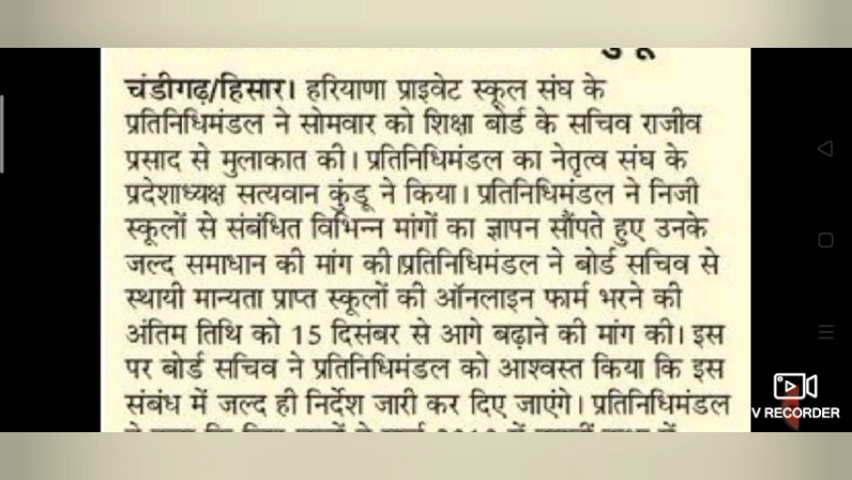 चंडीगढ़/हिसार। हरियाणा प्राइवेट स्कूल संघ के
प्रतिनिधिमंडल ने सोमवार को शिक्षा बोर्ड के सचिव राजीव
प्रसाद से मुलाकात की। प्रतिनिधिमंडल का नेतृत्व संघ के
प्रदेशाध्यक्ष सत्यवान कुंडू ने किया। प्रतिनिधिमंडल ने निजी
स्कूलों से संबंधित विभिन्न मांगों का ज्ञापन सौंपते हुए उनके
जल्द समाधान की मांग की।प्रतिनिधिमंडल ने बोर्ड सचिव से
स्थायी मान्यता प्राप्त स्कूलों की ऑनलाइन फार्म भरने की
अंतिम तिथि को 15 दिसंबर से आगे बढ़ाने की मांग की। इस
पर बोर्ड सचिव ने प्रतिनिधिमंडल को आश्वस्त किया कि इस
संबंध में जल्द ही निर्देश जारी कर दिए जाएंगे। प्रतिनिधिमंडल
V RECORDER